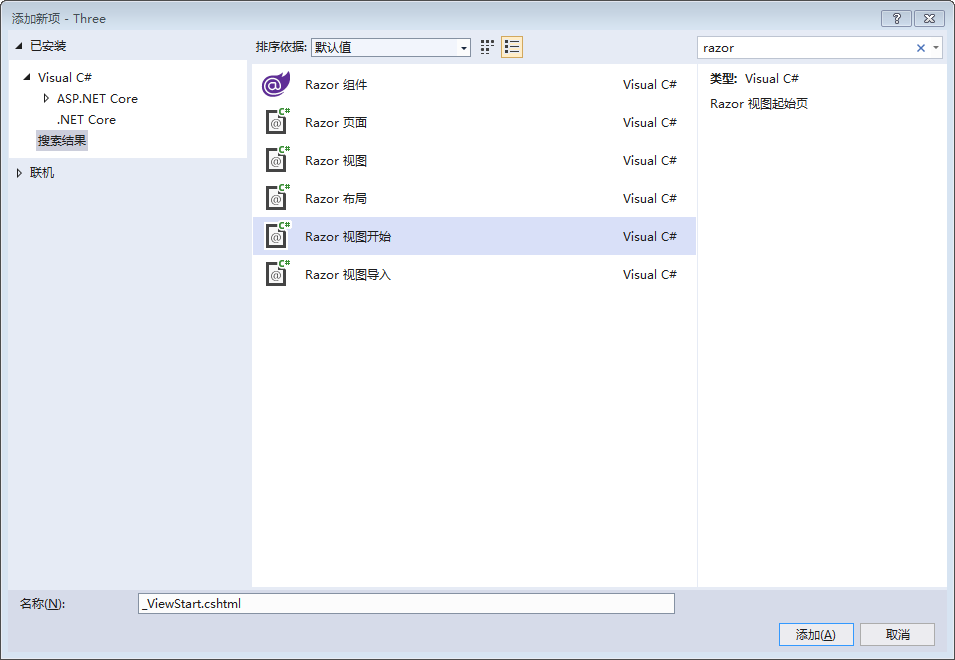 添加新项 - Three
已安装
Visual C#
ASP.NET Core
.NET Core
搜索结果
联机
排序依据: 默认值
Razor 组件 Visual C#
Razor 页面 Visual C#
Razor 视图 Visual C#
Razor 布局 Visual C#
Razor 视图开始 Visual C#
Razor 视图导入 Visual C#
razor
类型: Visual C#
Razor 视图起始页
名称(N): _ViewStart.cshtml
添加(A) 取消